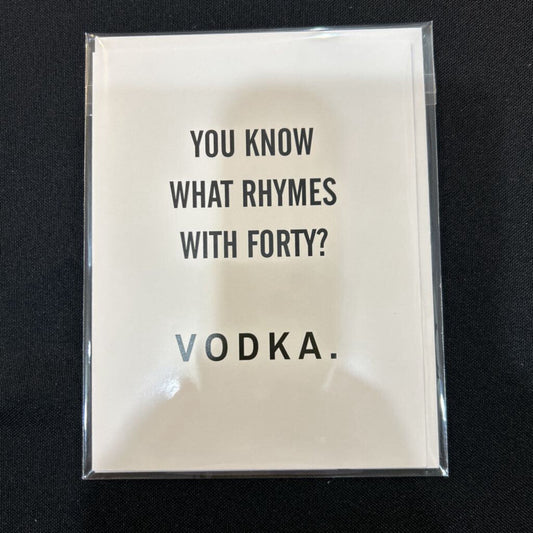 YOU KNOW
WHAT RHYMES
WITH FORTY?
VODKA.